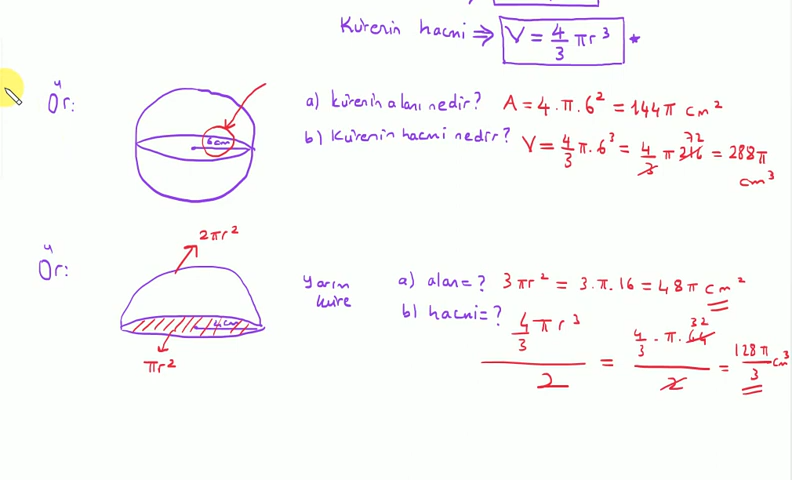 Kürenin hacmi ⇒ V = 4/3 πr³ *
Ör:
6cm
a) kürenin alanı nedir? A = 4.π.6² = 144π cm²
b) Kürenin hacmi nedir? V = 4/3 π.6³ = 4/3 π 216 72 = 288π cm³
2πr²
Ör:
4cm
πr²
yarım küre
a) alan=? 3πr² = 3.π.16 = 48π cm²
b) hacmi=? 4/3 πr³ / 2 = 4/3 . π. 64 32 / 2 = 128π/3 cm³